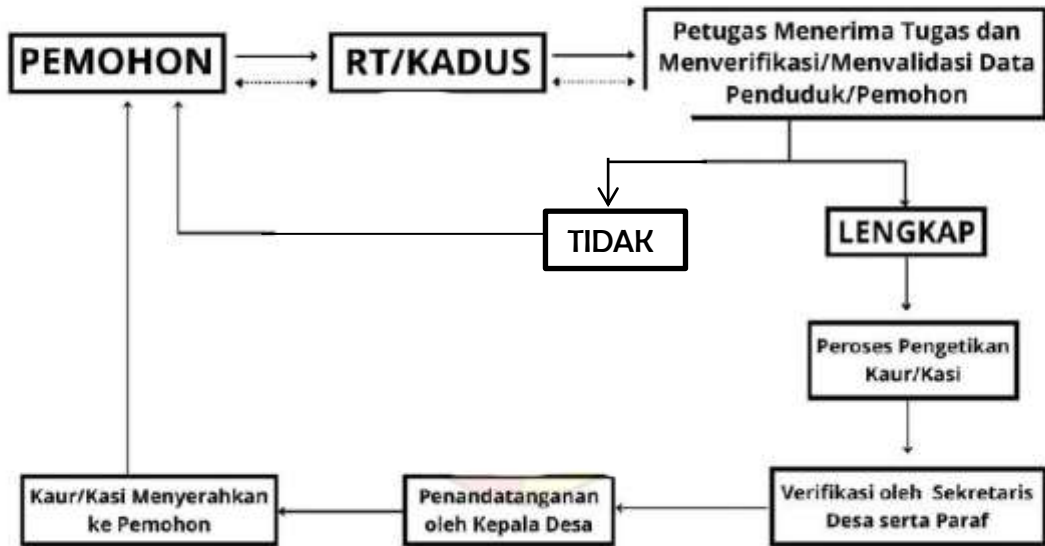 PEMOHON
RT/KADUS
Petugas Menerima Tugas dan
Menverifikasi/Menvalidasi Data
Penduduk/Pemohon
TIDAK
LENGKAP
Peroses Pengetikan
Kaur/Kasi
Kaur/Kasi Menyerahkan
ke Pemohon
Penandatanganan
oleh Kepala Desa
Verifikasi oleh Sekretaris
Desa serta Paraf